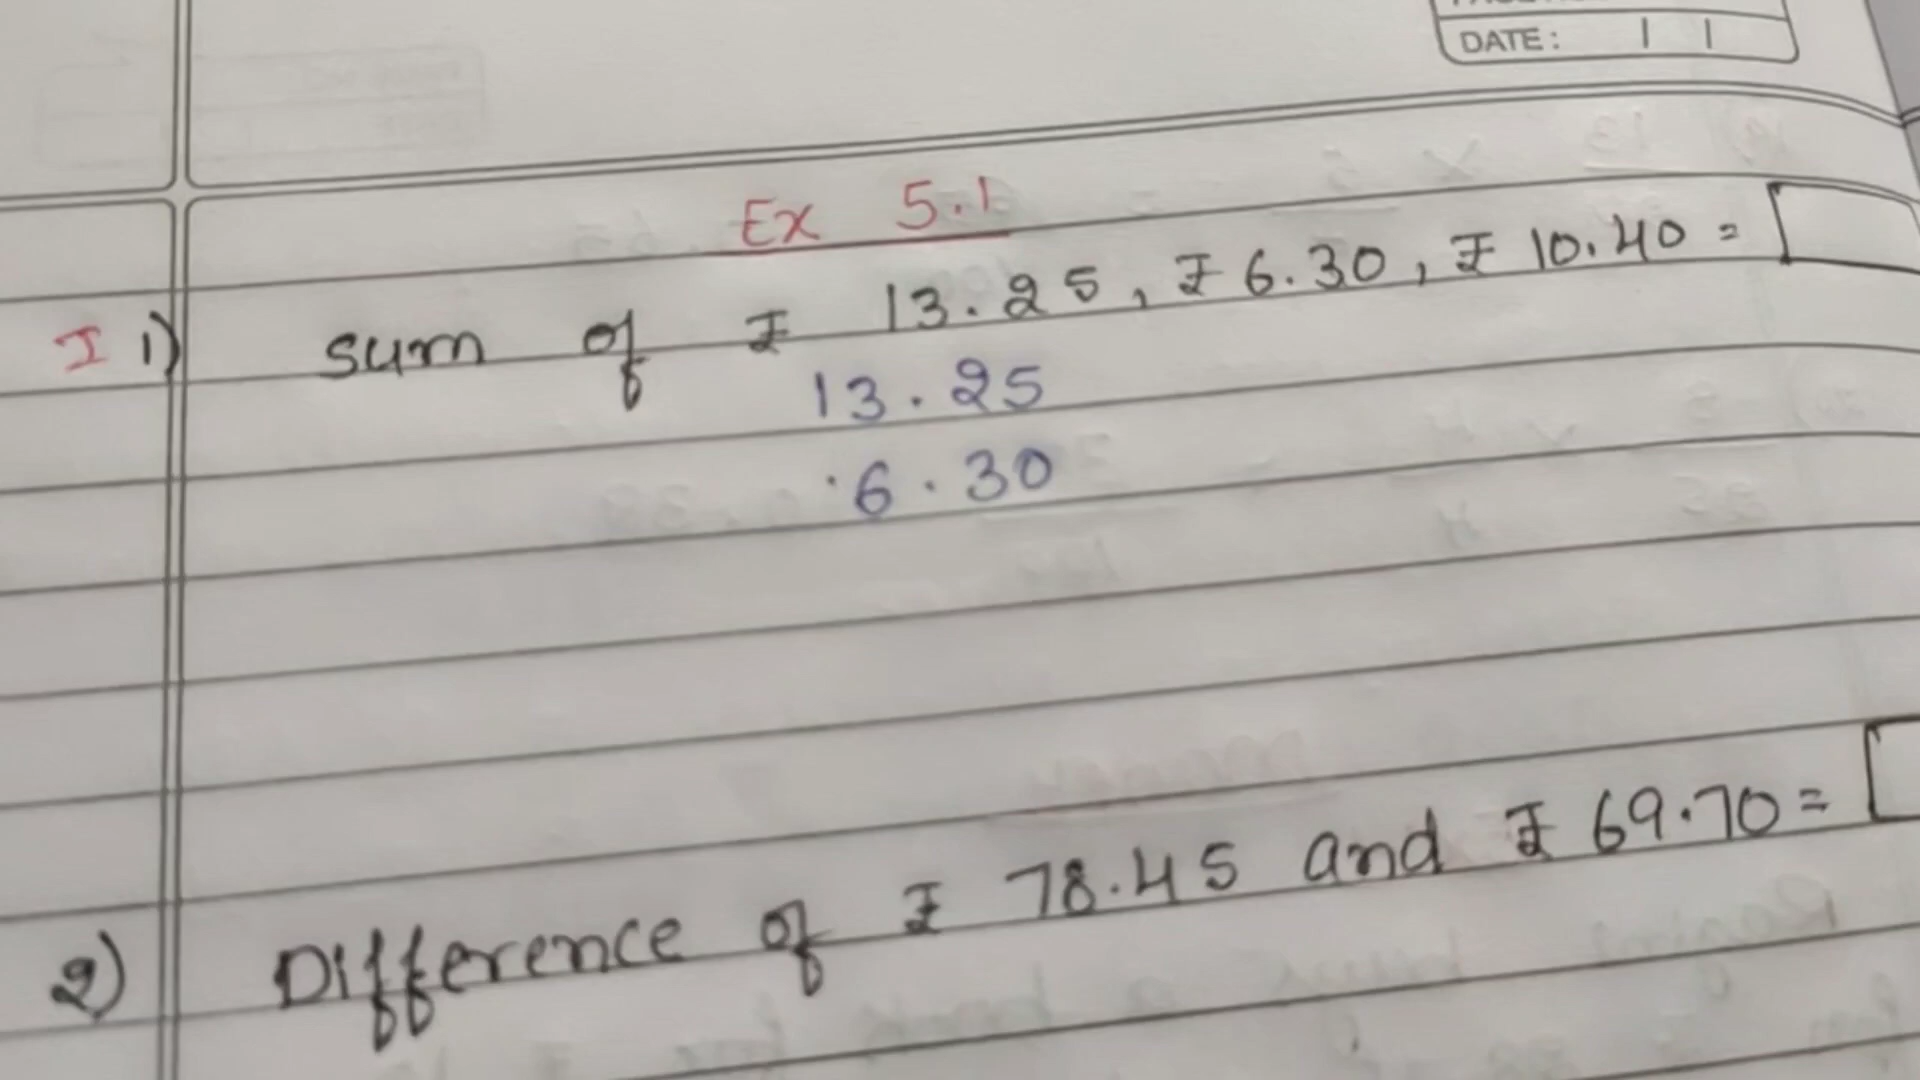 DATE: / /
Ex 5.1
I 1) Sum of ₹ 13.25, ₹ 6.30, ₹ 10.40 =
13.25
6.30
2) Difference of ₹ 78.45 and ₹ 69.70 =